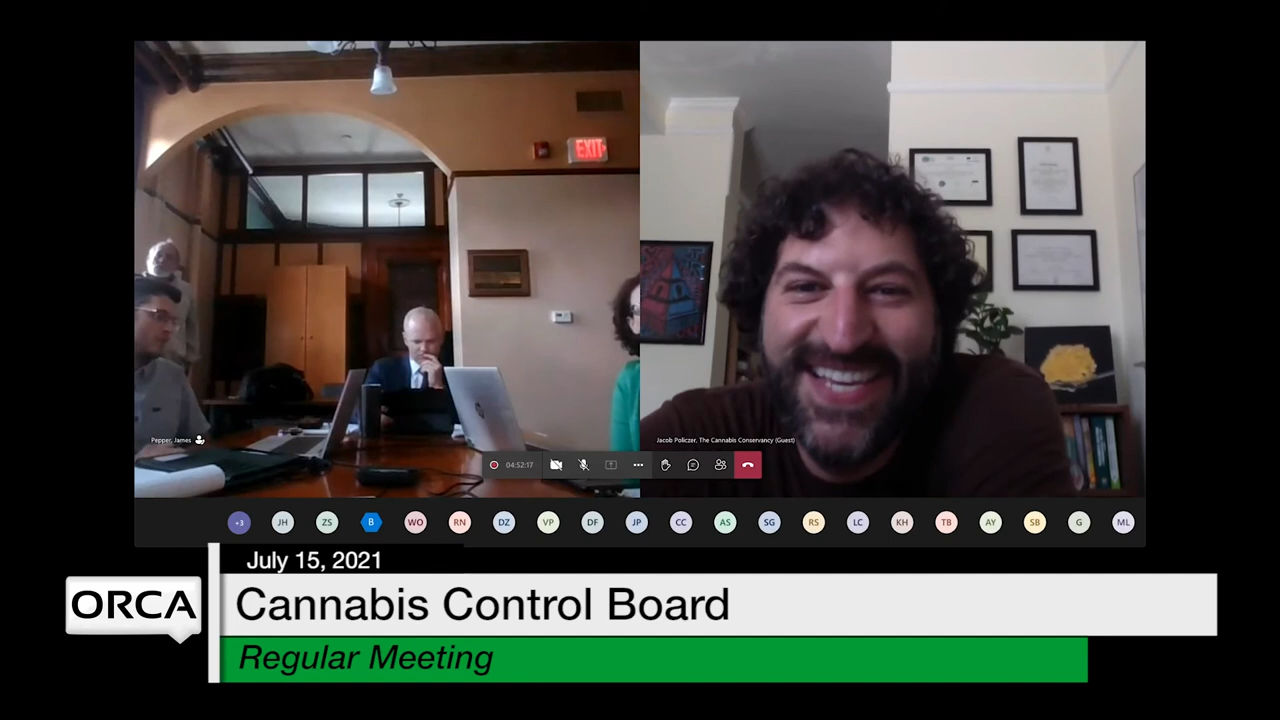 EXIT
Pepper, James
Jacob Policzer, The Cannabis Conservancy (Guest)
04:52:17
+3
JH
ZS
B
WO
RN
DZ
VP
DF
JP
CC
AS
SG
RS
LC
KH
TB
AY
SB
G
ML
July 15, 2021
ORCA
Cannabis Control Board
Regular Meeting